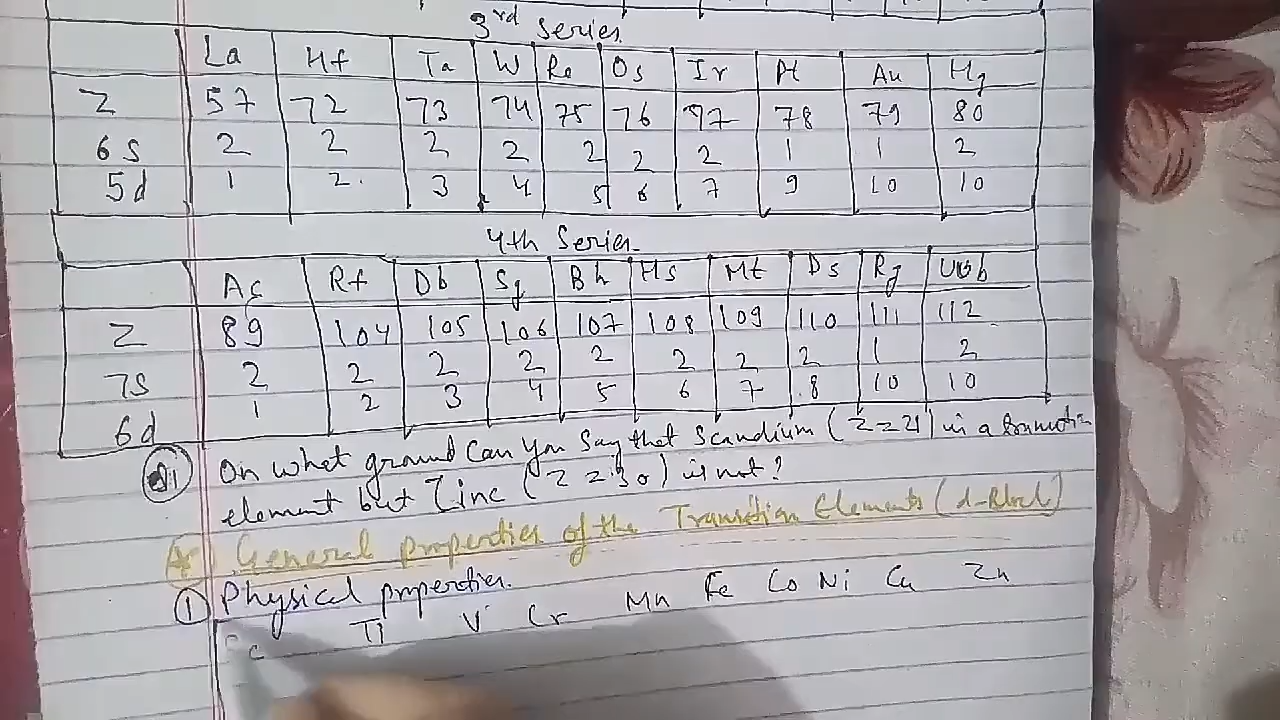 3rd Series
La Hf Ta W Re Os Ir Pt Au Hg
Z 57 72 73 74 75 76 77 78 79 80
6s 2 2 2 2 2 2 2 1 1 2
5d 1 2. 3 4 5 6 7 9 10 10
4th Series
Ac Rf Db Sg Bh Hs Mt Ds Rg Uub
Z 89 104 105 106 107 108 109 110 111 112
7s 2 2 2 2 2 2 2 2 1 2
6d 1 2 3 4 5 6 7 8 10 10
On what ground can you say that Scandium (Z=21) is a transition
element but Zinc (Z=30) is not?
General properties of the Transition Elements (d-Block)
① Physical properties.
Sc Ti V Cr Mn Fe Co Ni Cu Zn